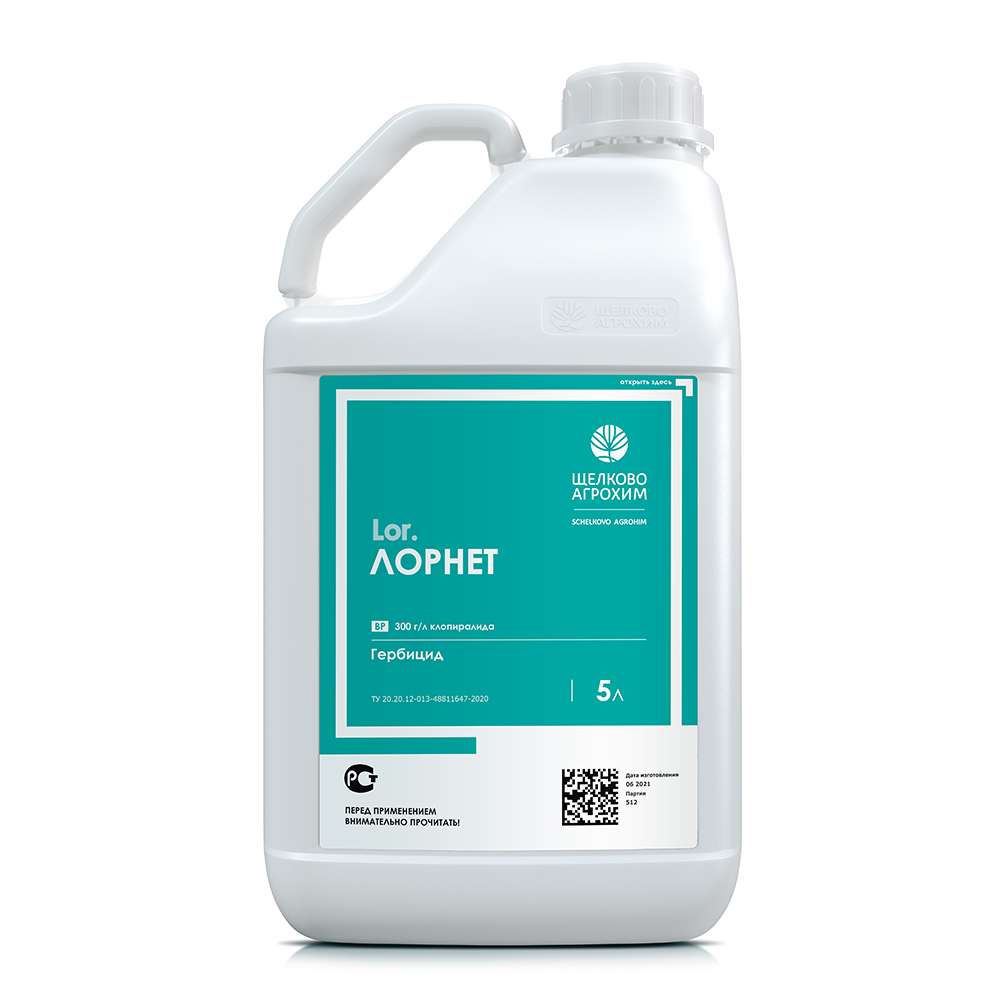 ЩЕЛКОВО
АГРОХИМ
открыть здесь
ЩЕЛКОВО
АГРОХИМ
SCHELKOVO AGROHIM
Lor.
ЛОРНЕТ
ВР 300 г/л клопиралида
Гербицид
ТУ 20.20.12-013-48811647-2020
5 л
РСТ
ПЕРЕД ПРИМЕНЕНИЕМ
ВНИМАТЕЛЬНО ПРОЧИТАТЬ!
Дата изготовления
06 2021
Партия
512